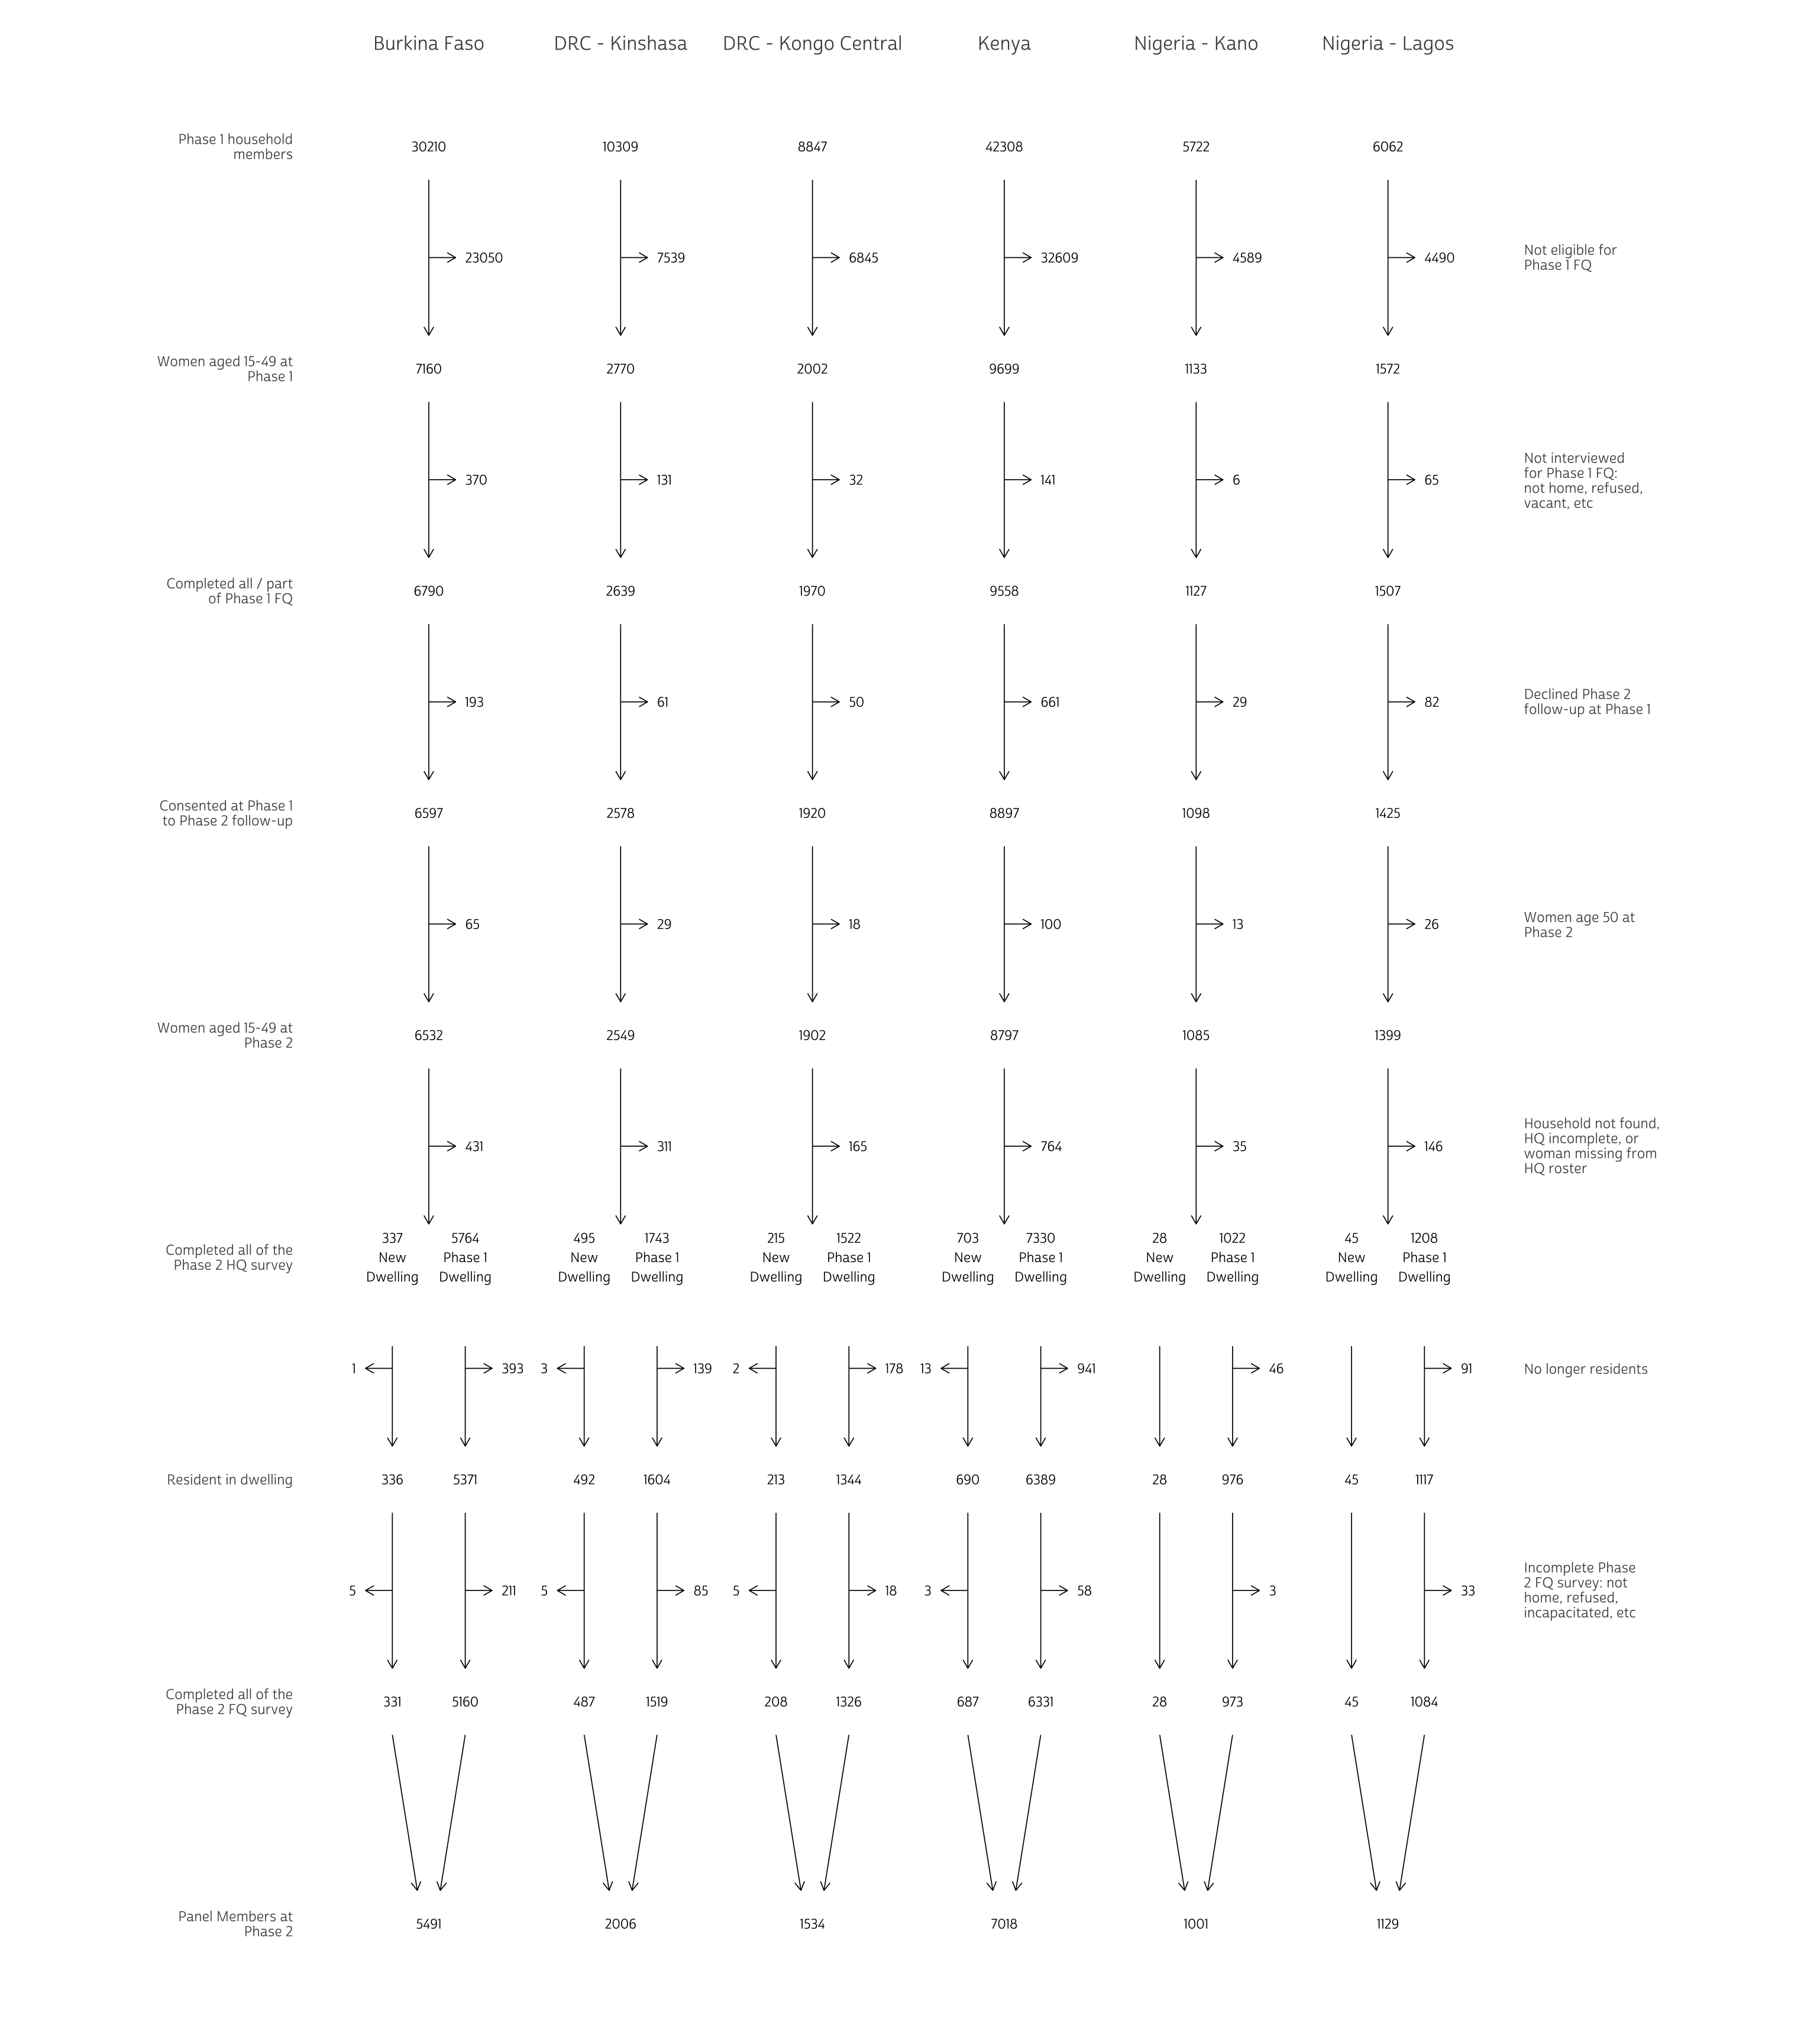 Burkina Faso DRC - Kinshasa DRC - Kongo Central Kenya Nigeria - Kano Nigeria - Lagos
Phase 1 household
members
30210 10309 8847 42308 5722 6062
23050 7539 6845 32609 4589 4490
Not eligible for
Phase 1 FQ
Women aged 15-49 at
Phase 1
7160 2770 2002 9699 1133 1572
370 131 32 141 6 65
Not interviewed
for Phase 1 FQ:
not home, refused,
vacant, etc
Completed all / part
of Phase 1 FQ
6790 2639 1970 9558 1127 1507
193 61 50 661 29 82
Declined Phase 2
follow-up at Phase 1
Consented at Phase 1
to Phase 2 follow-up
6597 2578 1920 8897 1098 1425
65 29 18 100 13 26
Women age 50 at
Phase 2
Women aged 15-49 at
Phase 2
6532 2549 1902 8797 1085 1399
431 311 165 764 35 146
Household not found,
HQ incomplete, or
woman missing from
HQ roster
Completed all of the
Phase 2 HQ survey
337 5764 495 1743 215 1522 703 7330 28 1022 45 1208
New Phase 1 New Phase 1 New Phase 1 New Phase 1 New Phase 1 New Phase 1
Dwelling Dwelling Dwelling Dwelling Dwelling Dwelling Dwelling Dwelling Dwelling Dwelling Dwelling Dwelling
1 393 3 139 2 178 13 941 46 91
No longer residents
Resident in dwelling
336 5371 492 1604 213 1344 690 6389 28 976 45 1117
5 211 5 85 5 18 3 58 3 33
Incomplete Phase
2 FQ survey: not
home, refused,
incapacitated, etc
Completed all of the
Phase 2 FQ survey
331 5160 487 1519 208 1326 687 6331 28 973 45 1084
Panel Members at
Phase 2
5491 2006 1534 7018 1001 1129